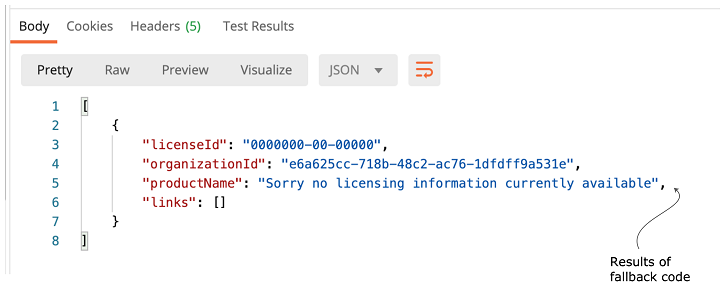 Body Cookies Headers (5) Test Results
Pretty Raw Preview Visualize JSON
1 [
2 {
3 "licenseId": "0000000-00-00000",
4 "organizationId": "e6a625cc-718b-48c2-ac76-1dfdff9a531e",
5 "productName": "Sorry no licensing information currently available",
6 "links": []
7 }
8 ]
Results of
fallback code